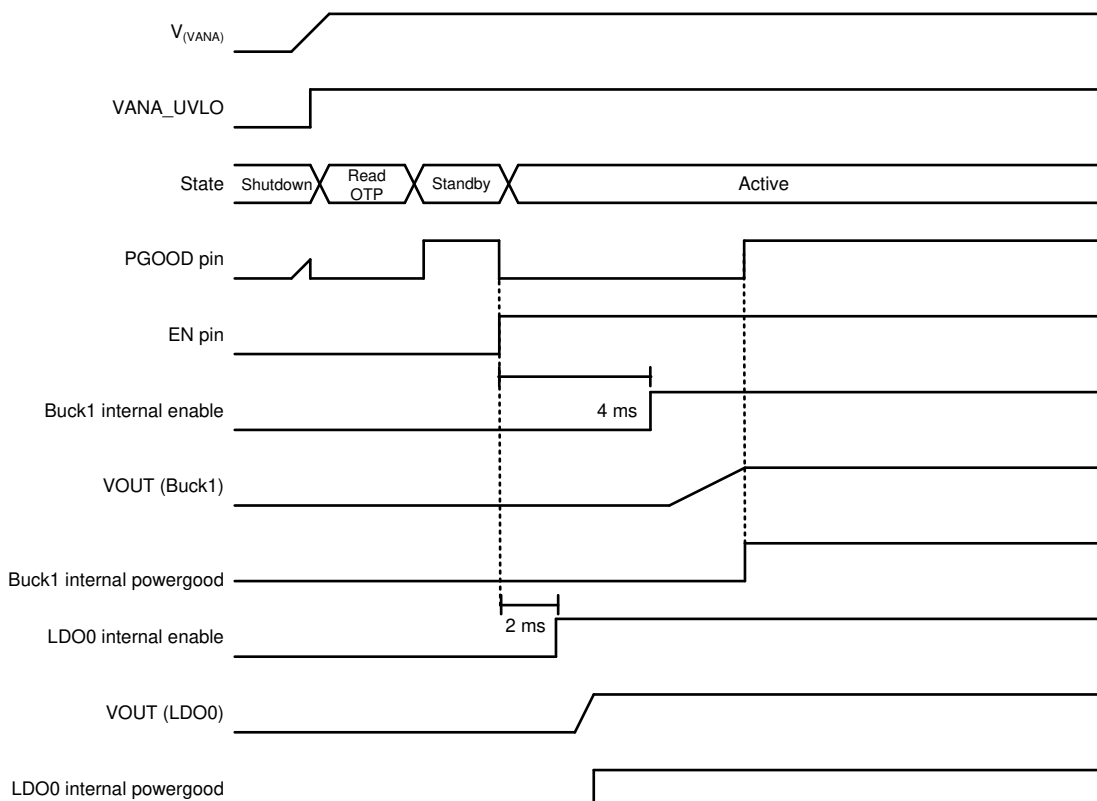 V(VANA)
VANA_UVLO
State
Shutdown
Read
OTP
Standby
Active
PGOOD pin
EN pin
Buck1 internal enable
4 ms
VOUT (Buck1)
Buck1 internal powergood
2 ms
LDO0 internal enable
VOUT (LDO0)
LDO0 internal powergood